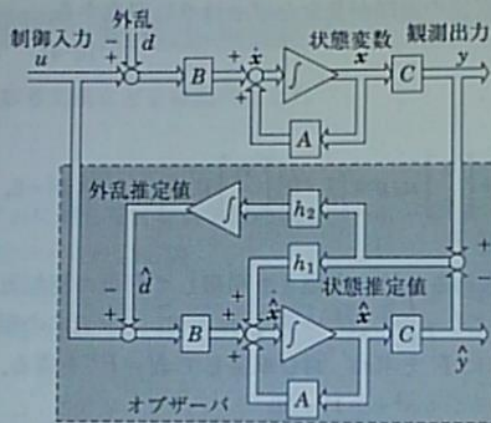 外乱
制御入力
状態変数
観測出力
u
− d
+
B
+ ẋ
∫
x
C
y
+
A
外乱推定値
∫
h₂
h₁
+
−
− d̂
+
+
状態推定値
B
+ x̂̇
∫
x̂
C
ŷ
+
A
オブザーバ